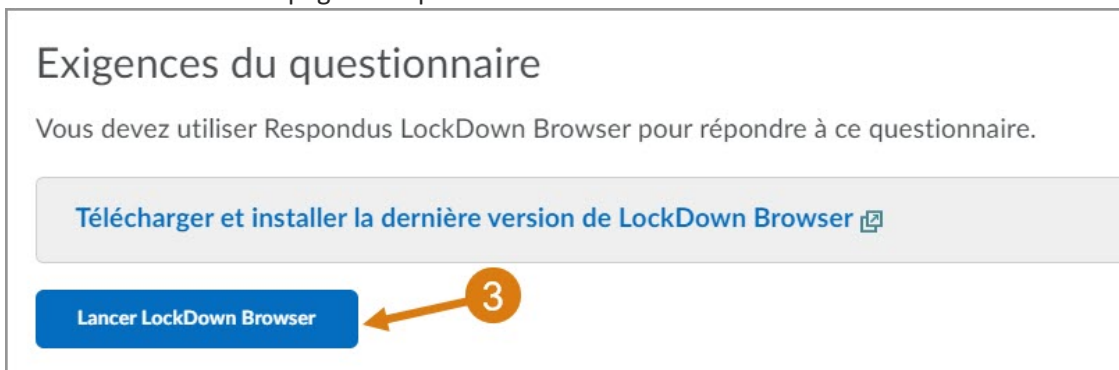 Exigences du questionnaire
Vous devez utiliser Respondus LockDown Browser pour répondre à ce questionnaire.
Télécharger et installer la dernière version de LockDown Browser
Lancer LockDown Browser
3